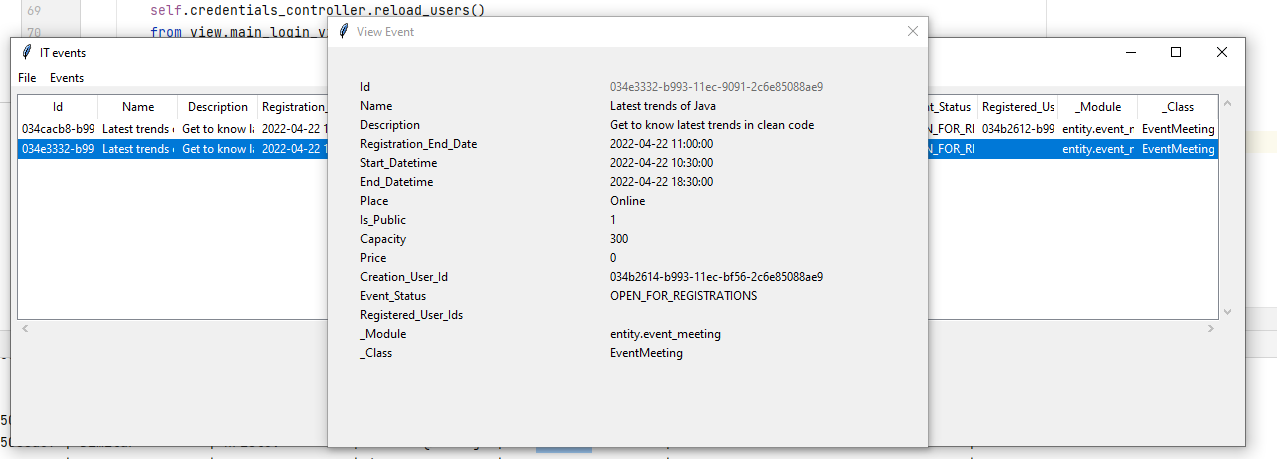 69 self.credentials_controller.reload_users()
70 from view.main_login_v
View Event
IT events
File Events
Id Name Description Registration_ nt_Status Registered_Us _Module _Class
034cacb8-b99 Latest trends Get to know 2022-04-22 1 N_FOR_RE 034b2612-b99 entity.event_r EventMeeting
034e3332-b99 Latest trends Get to know 2022-04-22 1 N_FOR_RE entity.event_r EventMeeting
Id 034e3332-b993-11ec-9091-2c6e85088ae9
Name Latest trends of Java
Description Get to know latest trends in clean code
Registration_End_Date 2022-04-22 11:00:00
Start_Datetime 2022-04-22 10:30:00
End_Datetime 2022-04-22 18:30:00
Place Online
Is_Public 1
Capacity 300
Price 0
Creation_User_Id 034b2614-b993-11ec-bf56-2c6e85088ae9
Event_Status OPEN_FOR_REGISTRATIONS
Registered_User_Ids
_Module entity.event_meeting
_Class EventMeeting